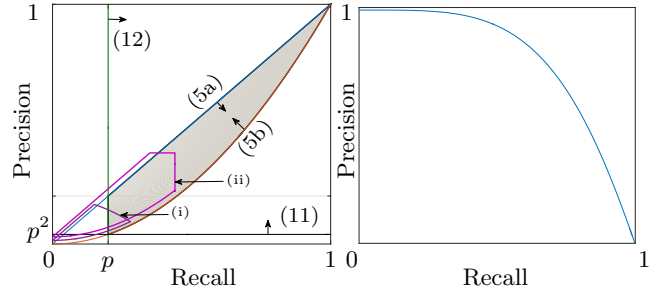 1
(12)
Precision
(5a)
(5b)
(ii)
(i)
(11)
p²
0
p
1
Recall
1
Precision
0
1
Recall